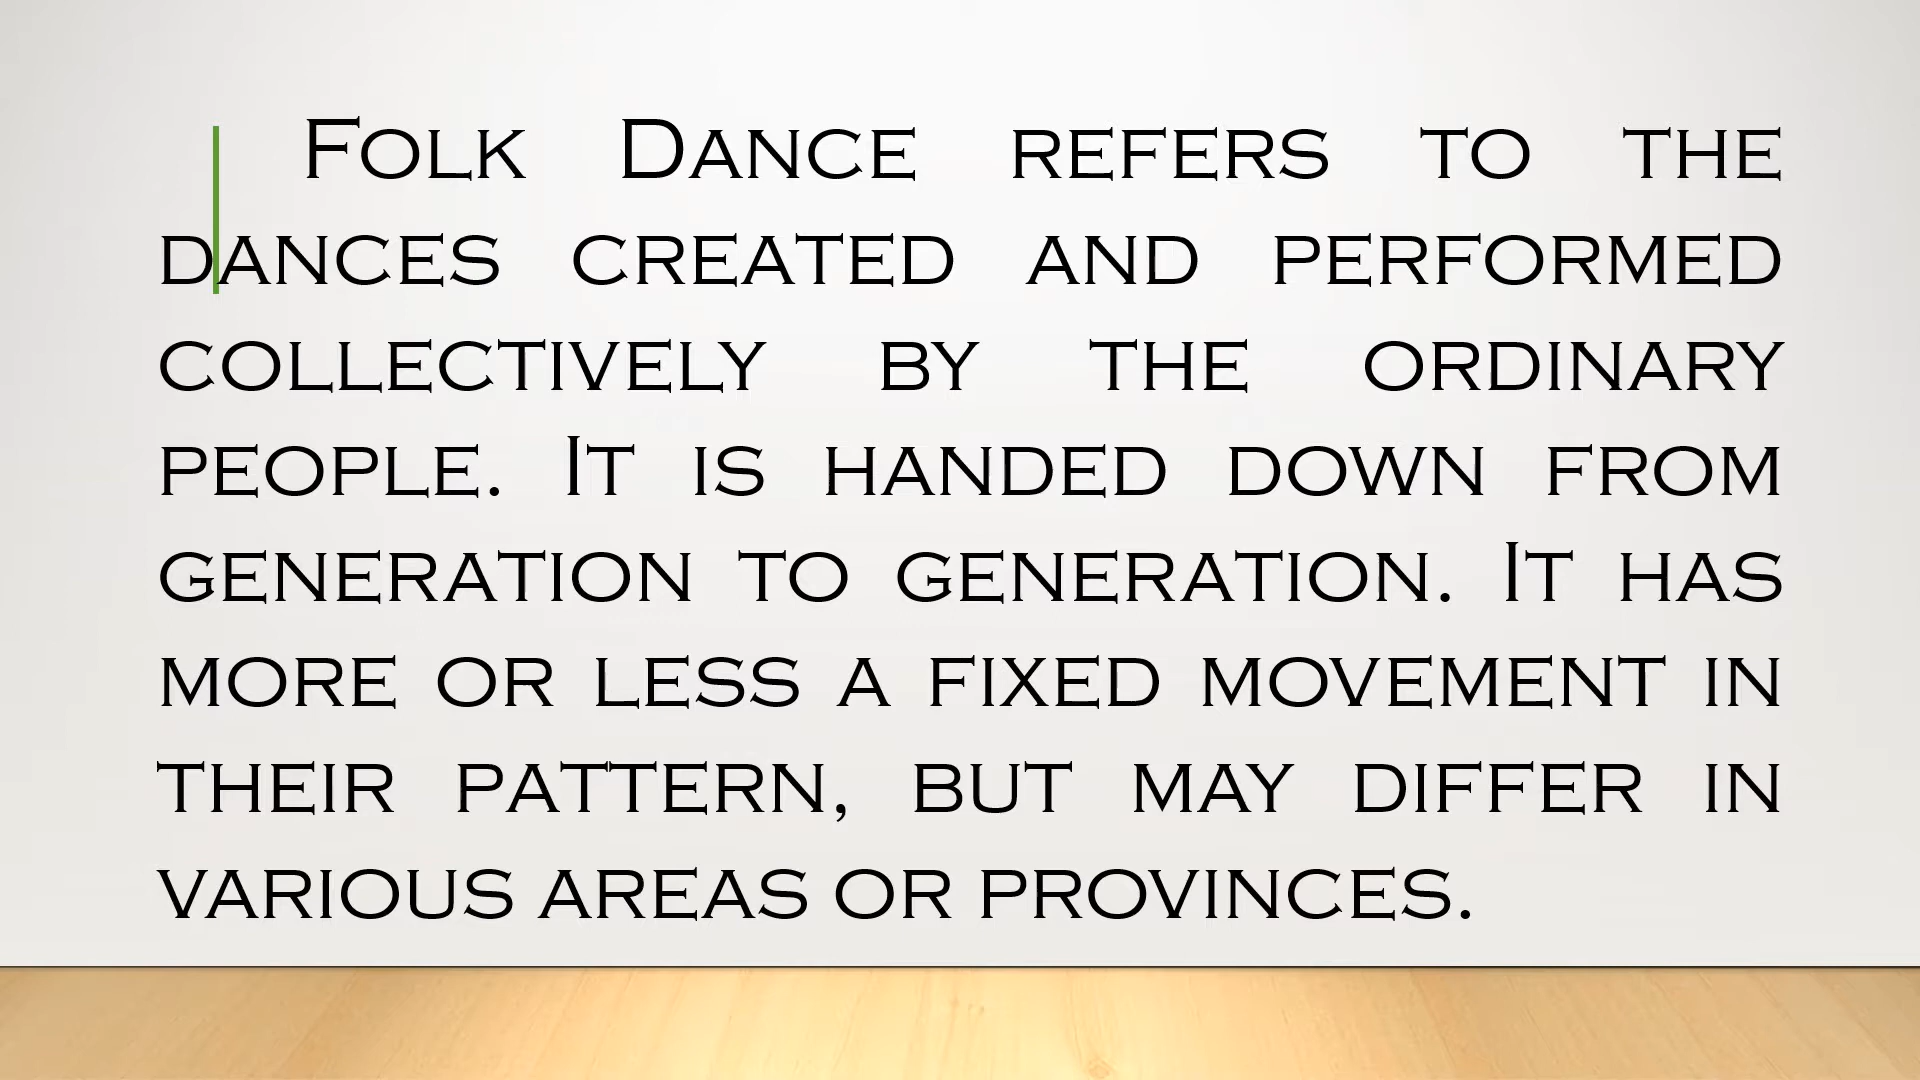 Folk Dance refers to the
dances created and performed
collectively by the ordinary
people. It is handed down from
generation to generation. It has
more or less a fixed movement in
their pattern, but may differ in
various areas or provinces.